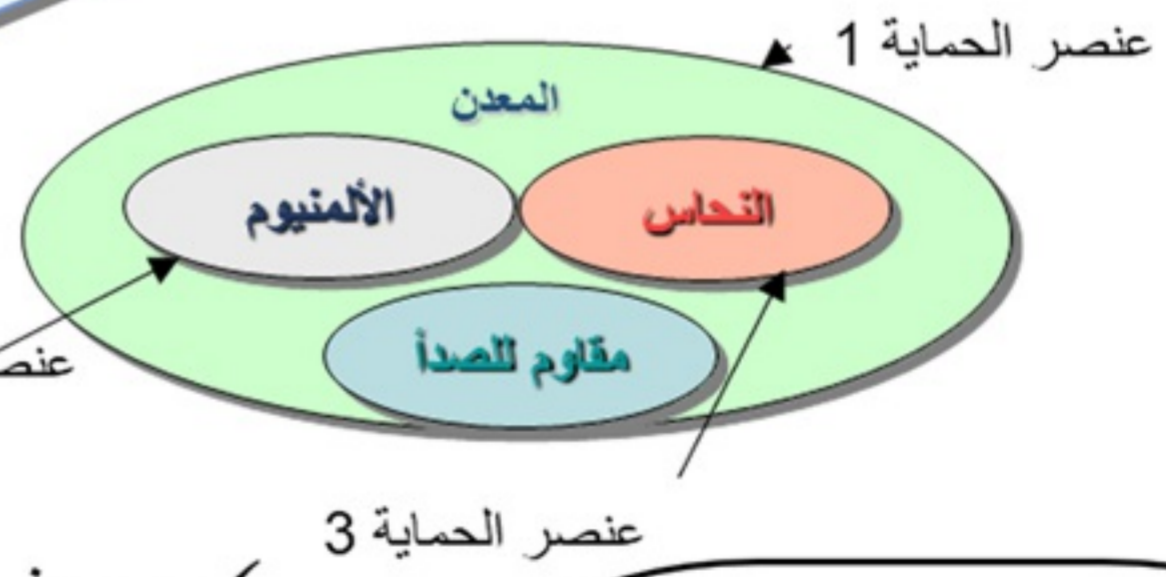 عنصر الحماية 1
المعدن
الألمنيوم
النحاس
مقاوم للصدأ
عنصر الحماية 3